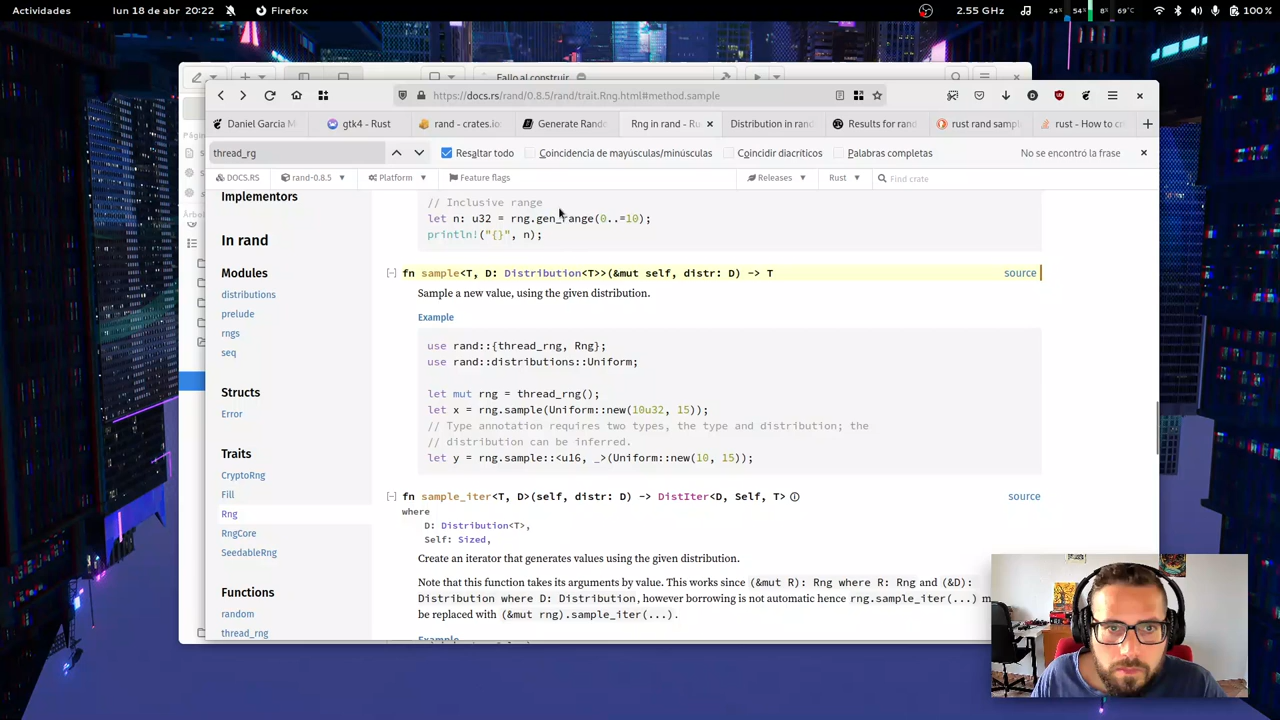 Actividades
lun 18 de abr 20:22
Firefox
2.55 GHz
24%
54%
8%
69°C
100 %
Fallo al construir
https://docs.rs/rand/0.8.5/rand/trait.Rng.html#method.sample
Daniel Garcia M
gtk4 - Rust
rand - crates.io
Generate Rando
Rng in rand - Ru
Distribution in rand
Results for rand
rust rand sampl
rust - How to c
thread_rg
Resaltar todo
Coincidencia de mayúsculas/minúsculas
Coincidir diacríticos
Palabras completas
No se encontró la frase
DOCS.RS
rand-0.8.5
Platform
Feature flags
Releases
Rust
Find crate
Implementors
In rand
Modules
distributions
prelude
rngs
seq
Structs
Error
Traits
CryptoRng
Fill
Rng
RngCore
SeedableRng
Functions
random
thread_rng
// Inclusive range
let n: u32 = rng.gen_range(0..=10);
println!("{}", n);
[-] fn sample<T, D: Distribution<T>>(&mut self, distr: D) -> T
source
Sample a new value, using the given distribution.
Example
use rand::{thread_rng, Rng};
use rand::distributions::Uniform;
let mut rng = thread_rng();
let x = rng.sample(Uniform::new(10u32, 15));
// Type annotation requires two types, the type and distribution; the
// distribution can be inferred.
let y = rng.sample::<u16, _>(Uniform::new(10, 15));
[-] fn sample_iter<T, D>(self, distr: D) -> DistIter<D, Self, T> ⓘ
source
where
D: Distribution<T>,
Self: Sized,
Create an iterator that generates values using the given distribution.
Note that this function takes its arguments by value. This works since (&mut R): Rng where R: Rng and (&D):
Distribution where D: Distribution, however borrowing is not automatic hence rng.sample_iter(...) m
be replaced with (&mut rng).sample_iter(...).
Example